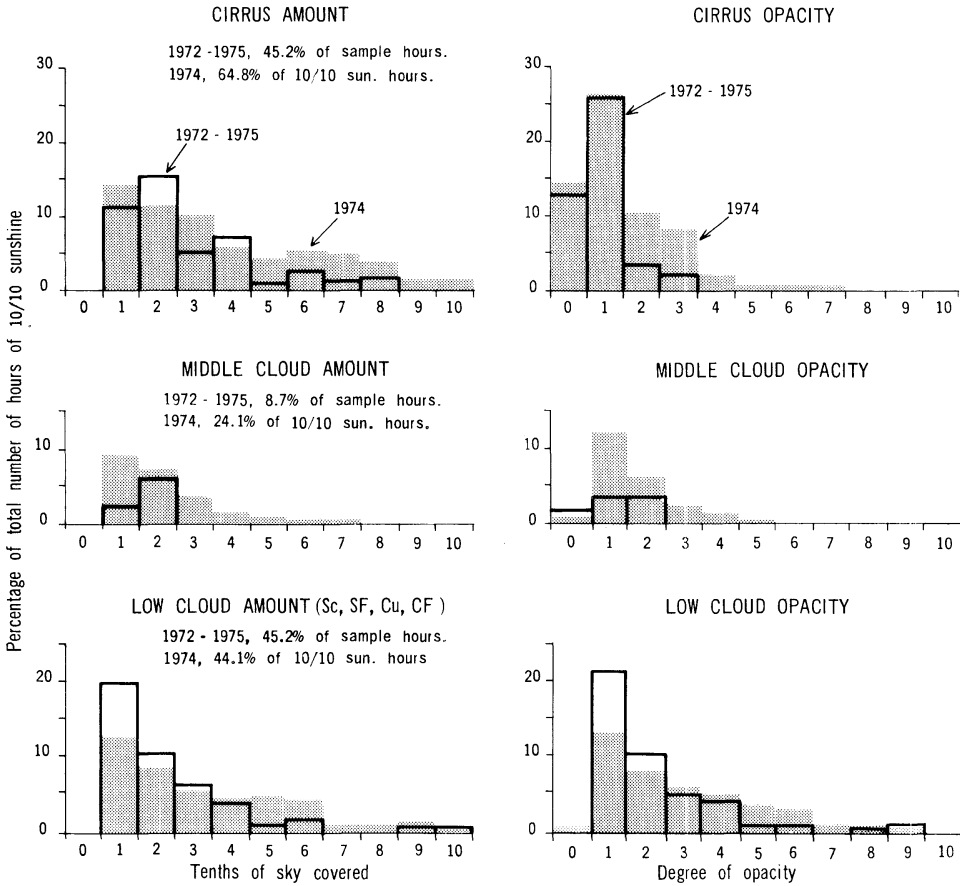 CIRRUS AMOUNT
1972 -1975, 45.2% of sample hours.
1974, 64.8% of 10/10 sun. hours.
30
20
10
0
1972 - 1975
1974
0 1 2 3 4 5 6 7 8 9 10
CIRRUS OPACITY
30
20
10
0
1972 - 1975
1974
0 1 2 3 4 5 6 7 8 9 10
Percentage of total number of hours of 10/10 sunshine
MIDDLE CLOUD AMOUNT
1972 - 1975, 8.7% of sample hours.
1974, 24.1% of 10/10 sun. hours.
10
0
0 1 2 3 4 5 6 7 8 9 10
MIDDLE CLOUD OPACITY
10
0
0 1 2 3 4 5 6 7 8 9 10
LOW CLOUD AMOUNT (Sc, SF, Cu, CF )
1972 - 1975, 45.2% of sample hours.
1974, 44.1% of 10/10 sun. hours
20
10
0
0 1 2 3 4 5 6 7 8 9 10
Tenths of sky covered
LOW CLOUD OPACITY
20
10
0
0 1 2 3 4 5 6 7 8 9 10
Degree of opacity